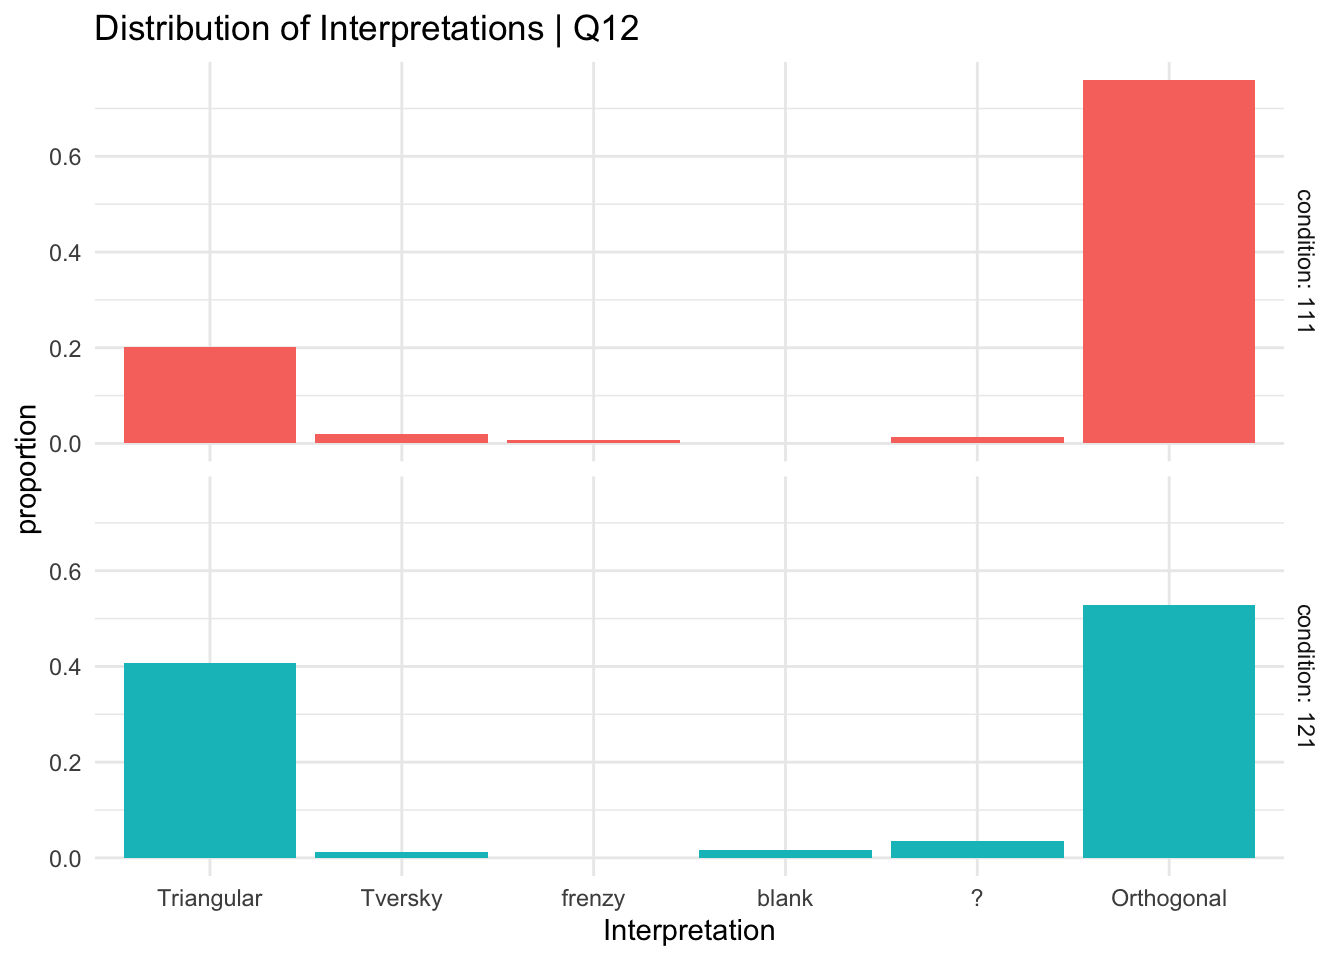 Distribution of Interpretations | Q12
0.6
0.4
0.2
0.0
condition: 111
0.6
0.4
0.2
0.0
condition: 121
proportion
Triangular Tversky frenzy blank ? Orthogonal
Interpretation